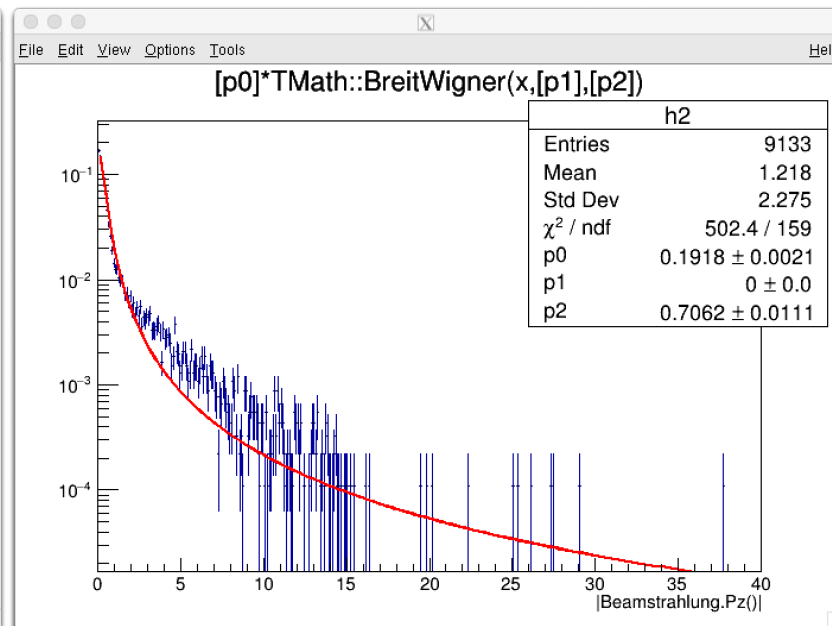 X
File Edit View Options Tools Hel
[p0]*TMath::BreitWigner(x,[p1],[p2])
h2
Entries 9133
Mean 1.218
Std Dev 2.275
χ² / ndf 502.4 / 159
p0 0.1918 ± 0.0021
p1 0 ± 0.0
p2 0.7062 ± 0.0111
10⁻¹
10⁻²
10⁻³
10⁻⁴
0 5 10 15 20 25 30 35 40
|Beamstrahlung.Pz()|